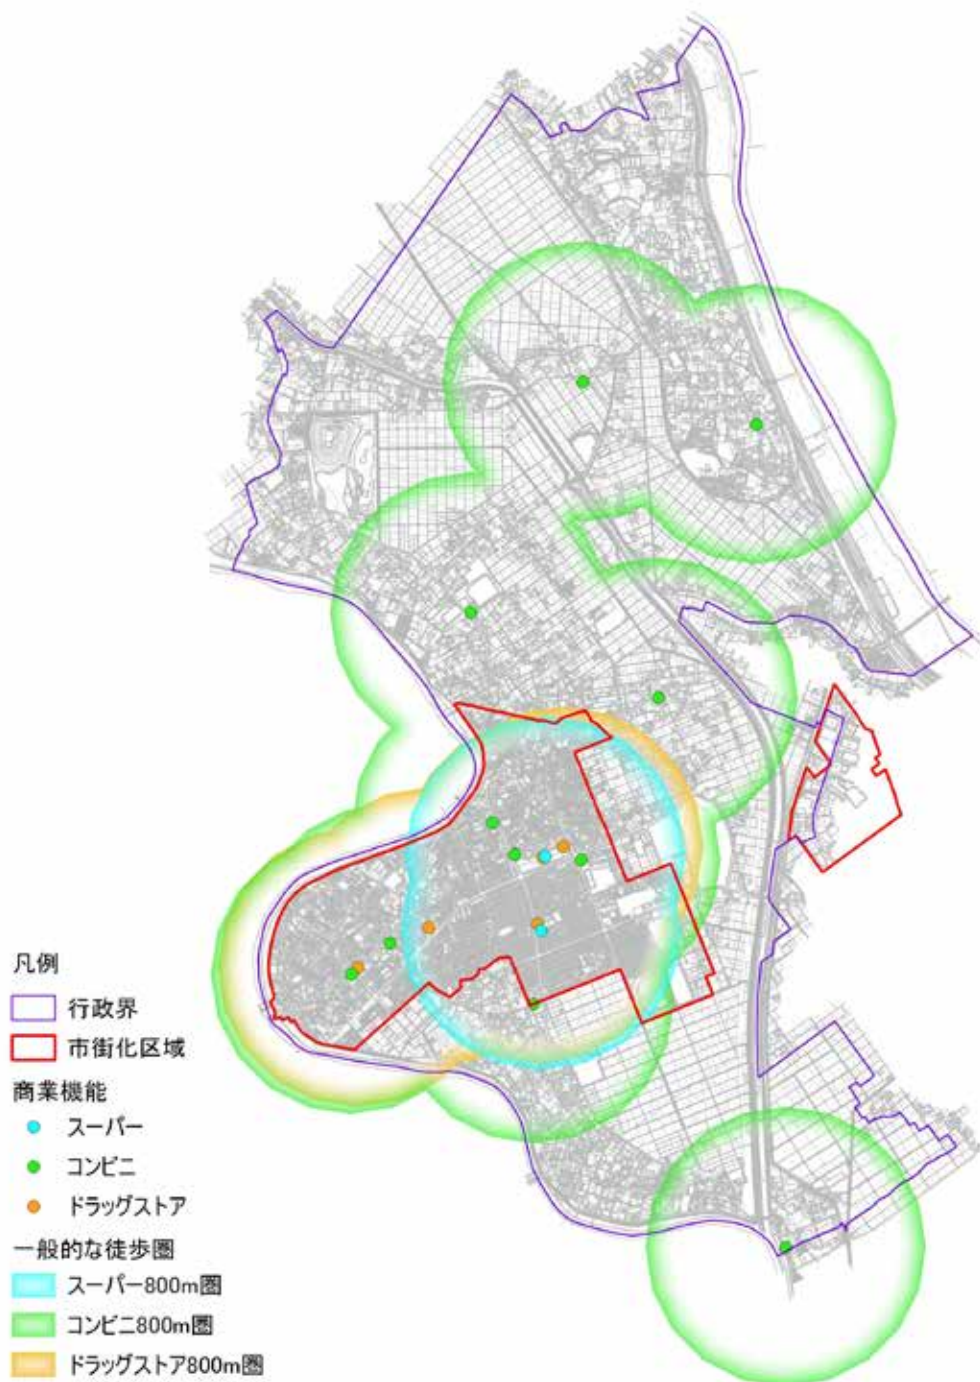 凡例
行政界
市街化区域
商業機能
スーパー
コンビニ
ドラッグストア
一般的な徒歩圏
スーパー800m圏
コンビニ800m圏
ドラッグストア800m圏